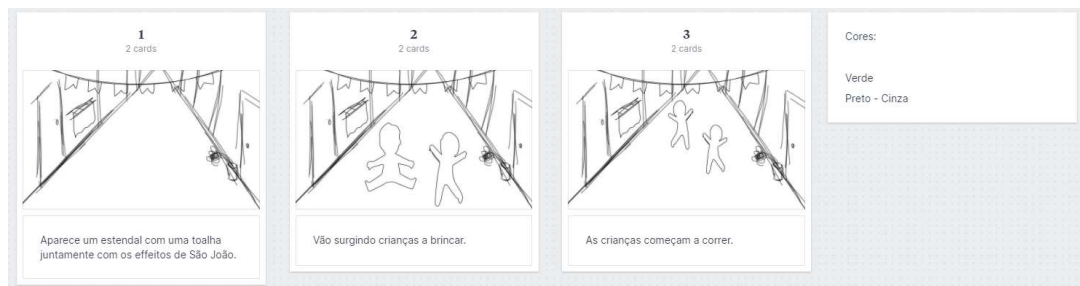 1
2 cards
Aparece um estendal com uma toalha
juntamente com os effeitos de São João.
2
2 cards
Vão surgindo crianças a brincar.
3
2 cards
As crianças começam a correr.
Cores:
Verde
Preto - Cinza